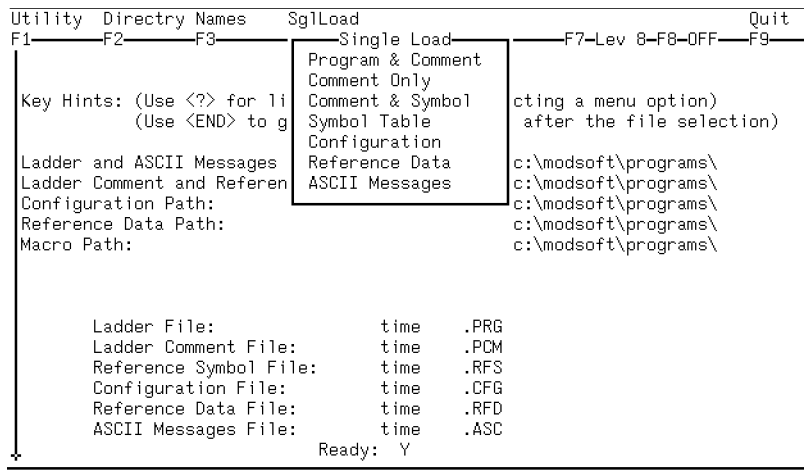 Utility Directry Names SglLoad Quit
F1 F2 F3 Single Load F7-Lev 8-F8-OFF F9
Program & Comment
Comment Only
Key Hints: (Use <?> for li Comment & Symbol cting a menu option)
(Use <END> to g Symbol Table after the file selection)
Configuration
Ladder and ASCII Messages Reference Data c:\modsoft\programs\
Ladder Comment and Referen ASCII Messages c:\modsoft\programs\
Configuration Path: c:\modsoft\programs\
Reference Data Path: c:\modsoft\programs\
Macro Path: c:\modsoft\programs\
Ladder File: time .PRG
Ladder Comment File: time .PCM
Reference Symbol File: time .RFS
Configuration File: time .CFG
Reference Data File: time .RFD
ASCII Messages File: time .ASC
Ready: Y